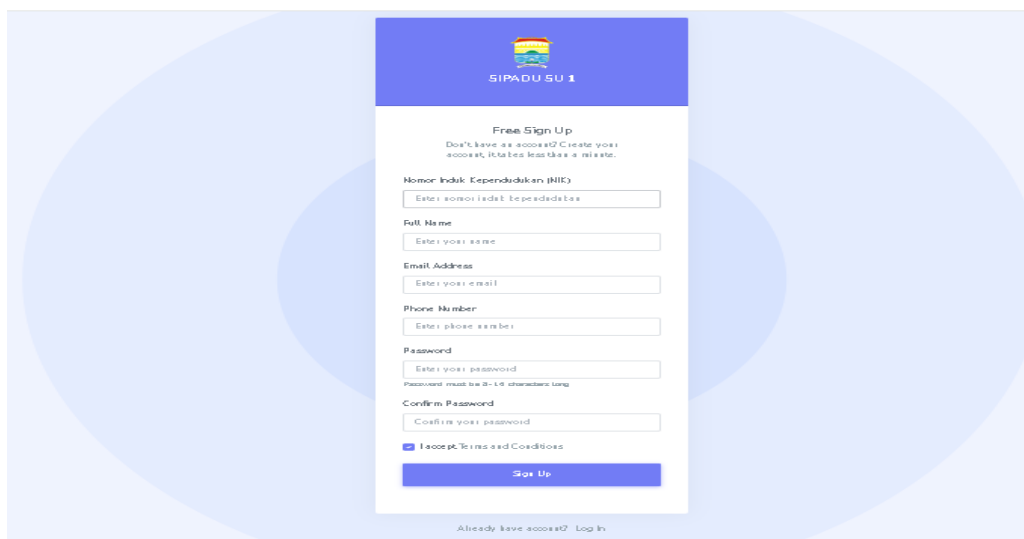 SIPADU SU 1
Free Sign Up
Don't have an account? Create your
account, it takes less than a minute.
Nomor Induk Kependudukan (NIK)
Enter nomor induk kependudukan
Full Name
Enter your name
Email Address
Enter your email
Phone Number
Enter phone number
Password
Enter your password
Password must be 8-16 characters long
Confirm Password
Confirm your password
I accept Terms and Conditions
Sign Up
Already have account? Log In